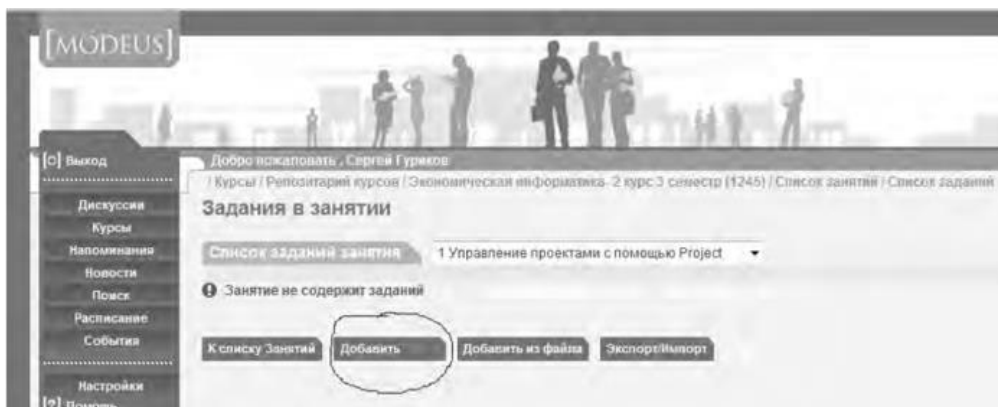 [MÓDEUS]
[O] Выход
Добро пожаловать , Сергей Гуриков
/ Курсы / Репозитарий курсов / Экономическая информатика- 2 курс 3 семестр (1245) / Список занятий / Список заданий
Дискуссии
Курсы
Напоминания
Новости
Поиск
Расписание
События
Настройки
[?] Помощь
Задания в занятии
Список заданий занятия
1 Управление проектами с помощью Project
Занятие не содержит заданий
К списку Занятий
Добавить
Добавить из файла
Экспорт/Импорт